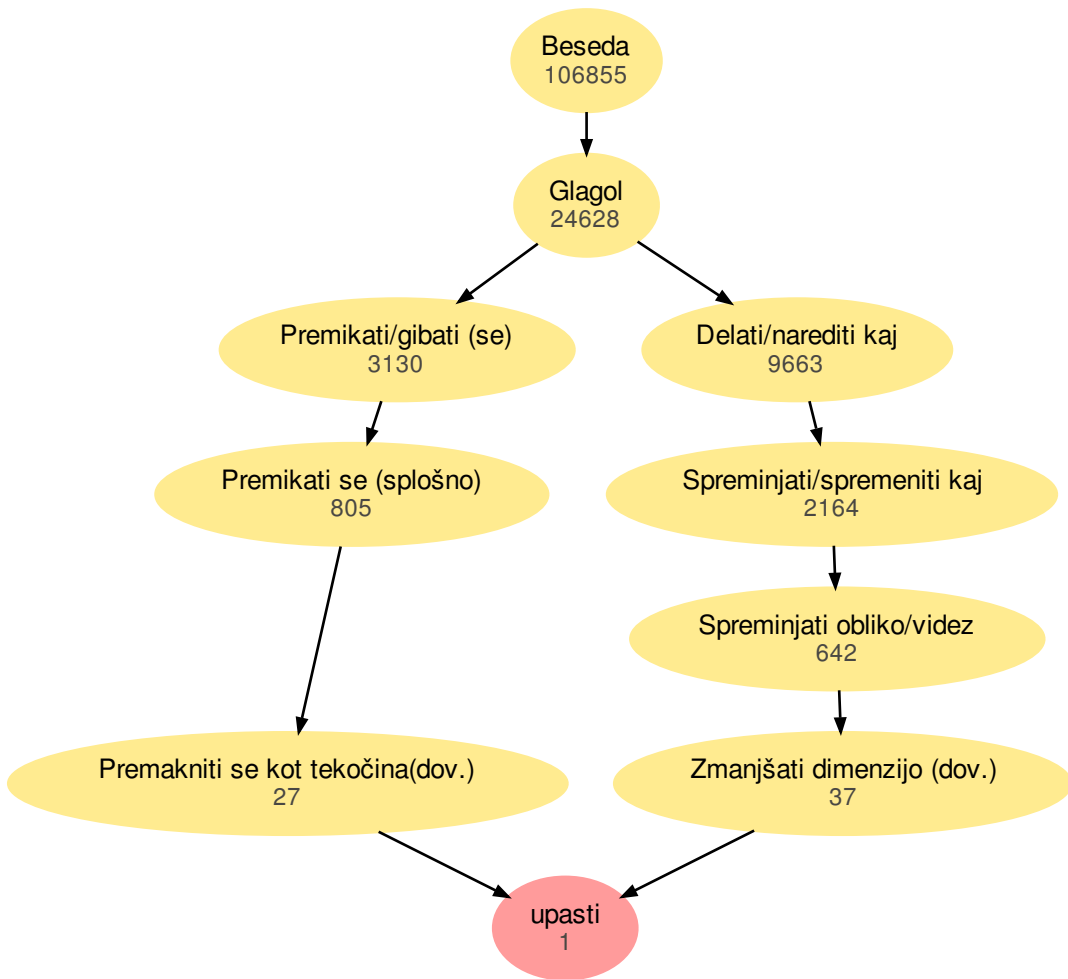 Beseda
106855
Glagol
24628
Premikati/gibati (se)
3130
Delati/narediti kaj
9663
Premikati se (splošno)
805
Spreminjati/spremeniti kaj
2164
Spreminjati obliko/videz
642
Premakniti se kot tekočina(dov.)
27
Zmanjšati dimenzijo (dov.)
37
upasti
1